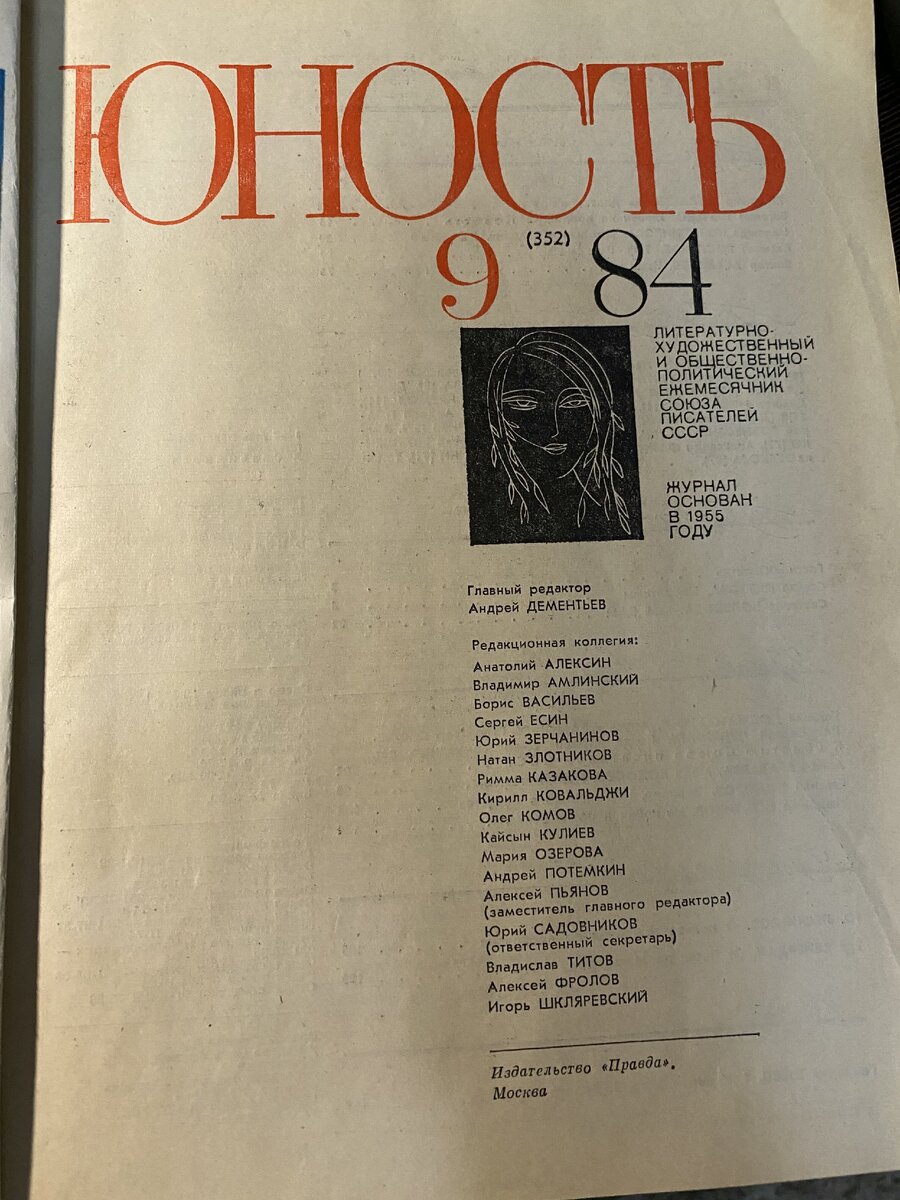 ЮНОСТЬ
9 (352) 84
ЛИТЕРАТУРНО-
ХУДОЖЕСТВЕННЫЙ
И ОБЩЕСТВЕННО-
ПОЛИТИЧЕСКИЙ
ЕЖЕМЕСЯЧНИК
СОЮЗА
ПИСАТЕЛЕЙ
СССР
ЖУРНАЛ
ОСНОВАН
В 1955
ГОДУ
Главный редактор
Андрей ДЕМЕНТЬЕВ
Редакционная коллегия:
Анатолий АЛЕКСИН
Владимир АМЛИНСКИЙ
Борис ВАСИЛЬЕВ
Сергей ЕСИН
Юрий ЗЕРЧАНИНОВ
Натан ЗЛОТНИКОВ
Римма КАЗАКОВА
Кирилл КОВАЛЬДЖИ
Олег КОМОВ
Кайсын КУЛИЕВ
Мария ОЗЕРОВА
Андрей ПОТЕМКИН
Алексей ПЬЯНОВ
(заместитель главного редактора)
Юрий САДОВНИКОВ
(ответственный секретарь)
Владислав ТИТОВ
Алексей ФРОЛОВ
Игорь ШКЛЯРЕВСКИЙ
Издательство «Правда».
Москва